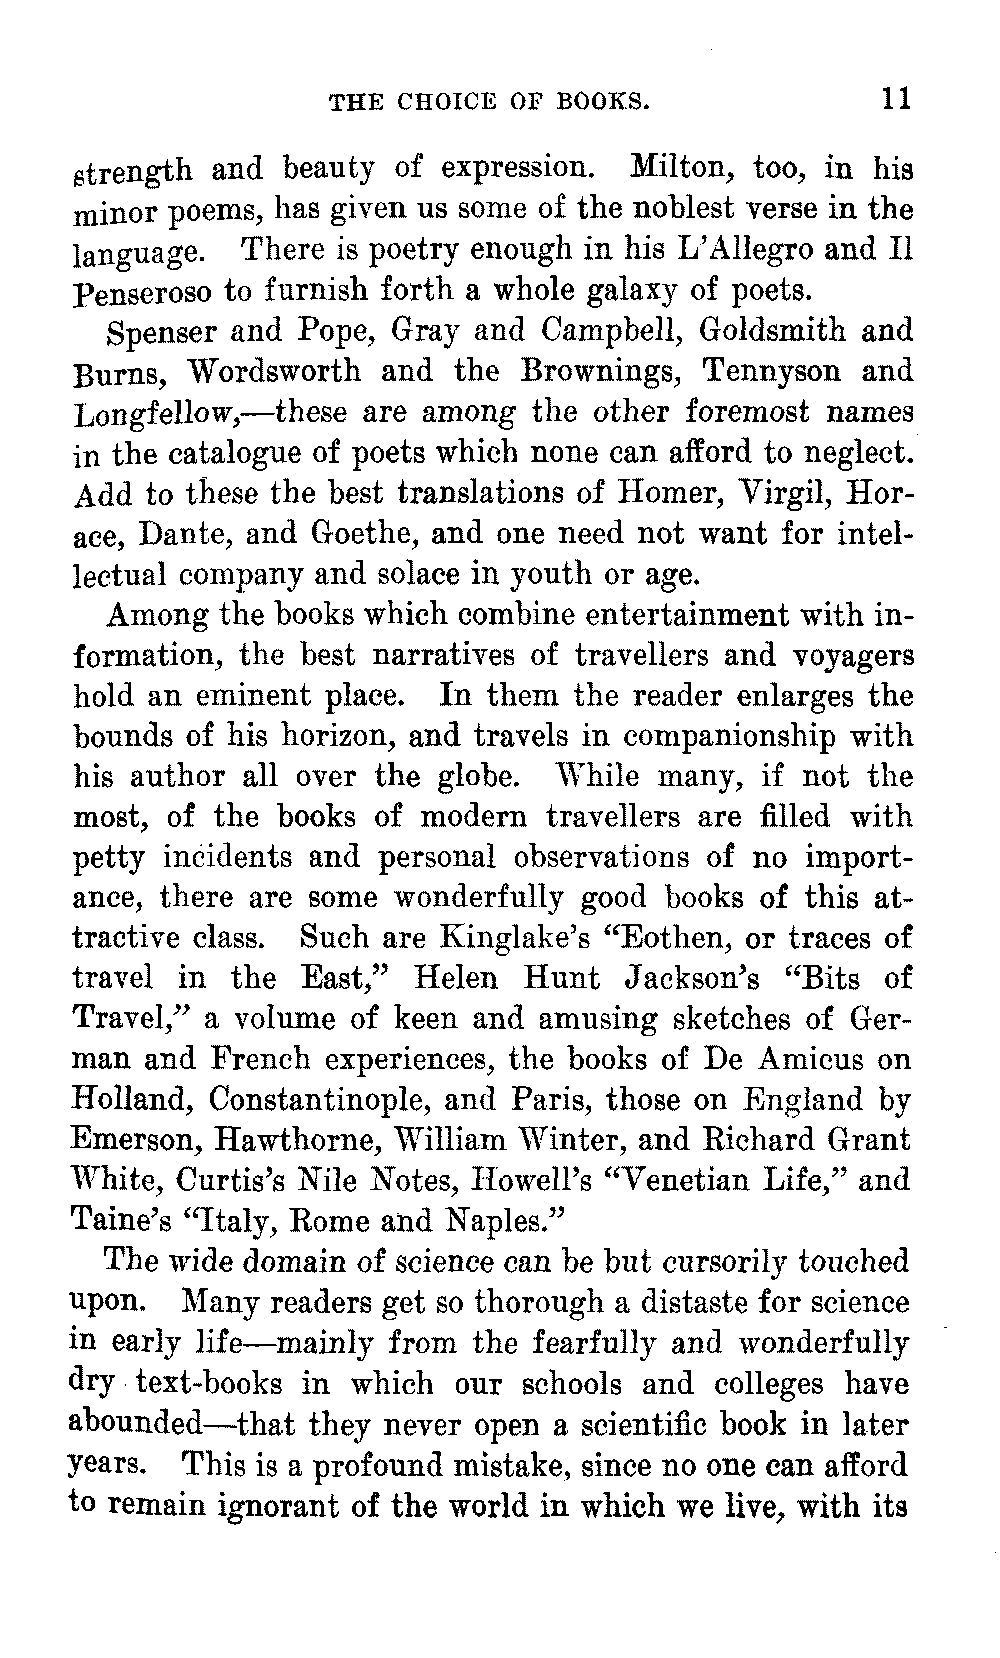 THE CHOICE OF BOOKS. 11
strength and beauty of expression. Milton, too, in his
minor poems, has given us some of the noblest verse in the
language. There is poetry enough in his L'Allegro and Il
Penseroso to furnish forth a whole galaxy of poets.
Spenser and Pope, Gray and Campbell, Goldsmith and
Burns, Wordsworth and the Brownings, Tennyson and
Longfellow,—these are among the other foremost names
in the catalogue of poets which none can afford to neglect.
Add to these the best translations of Homer, Virgil, Hor-
ace, Dante, and Goethe, and one need not want for intel-
lectual company and solace in youth or age.
Among the books which combine entertainment with in-
formation, the best narratives of travellers and voyagers
hold an eminent place. In them the reader enlarges the
bounds of his horizon, and travels in companionship with
his author all over the globe. While many, if not the
most, of the books of modern travellers are filled with
petty incidents and personal observations of no import-
ance, there are some wonderfully good books of this at-
tractive class. Such are Kinglake's “Eothen, or traces of
travel in the East,” Helen Hunt Jackson's “Bits of
Travel,” a volume of keen and amusing sketches of Ger-
man and French experiences, the books of De Amicus on
Holland, Constantinople, and Paris, those on England by
Emerson, Hawthorne, William Winter, and Richard Grant
White, Curtis's Nile Notes, Howell's “Venetian Life,” and
Taine's “Italy, Rome and Naples.”
The wide domain of science can be but cursorily touched
upon. Many readers get so thorough a distaste for science
in early life—mainly from the fearfully and wonderfully
dry text-books in which our schools and colleges have
abounded—that they never open a scientific book in later
years. This is a profound mistake, since no one can afford
to remain ignorant of the world in which we live, with its